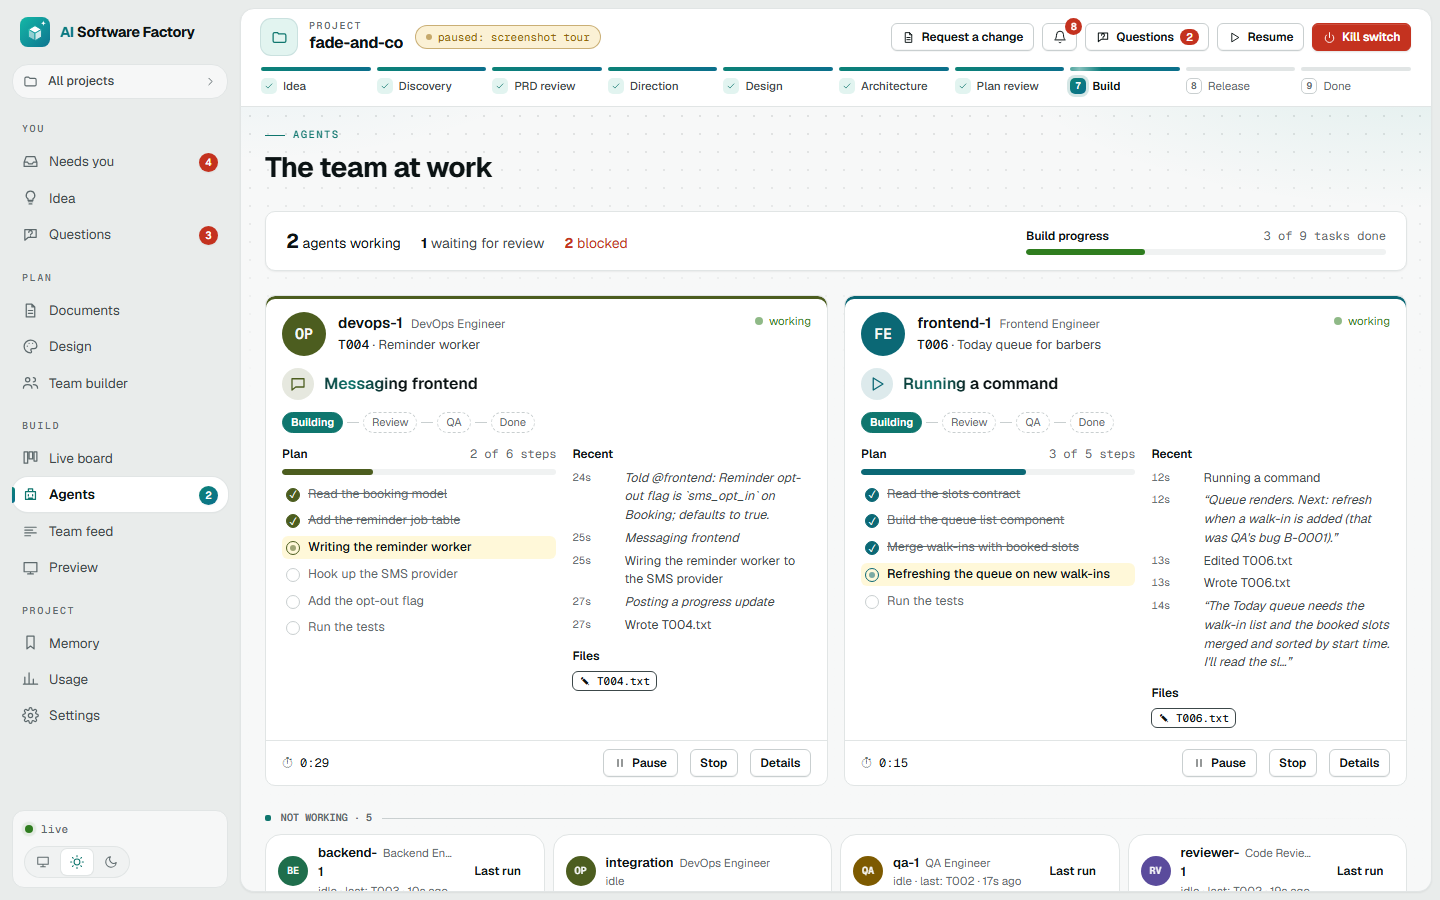 AI Software Factory
All projects
YOU
Needs you 4
Idea
Questions 3
PLAN
Documents
Design
Team builder
BUILD
Live board
Agents 2
Team feed
Preview
PROJECT
Memory
Usage
Settings
live
PROJECT
fade-and-co
paused: screenshot tour
Request a change
8
Questions 2
Resume
Kill switch
Idea
Discovery
PRD review
Direction
Design
Architecture
Plan review
7 Build
8 Release
9 Done
AGENTS
The team at work
2 agents working 1 waiting for review 2 blocked
Build progress 3 of 9 tasks done
OP
devops-1 DevOps Engineer
working
T004 · Reminder worker
Messaging frontend
Building Review QA Done
Plan 2 of 6 steps
Read the booking model
Add the reminder job table
Writing the reminder worker
Hook up the SMS provider
Add the opt-out flag
Run the tests
Recent
24s Told @frontend: Reminder opt-
out flag is `sms_opt_in` on
Booking; defaults to true.
25s Messaging frontend
25s Wiring the reminder worker to
the SMS provider
27s Posting a progress update
27s Wrote T004.txt
Files
T004.txt
0:29
Pause
Stop
Details
FE
frontend-1 Frontend Engineer
working
T006 · Today queue for barbers
Running a command
Building Review QA Done
Plan 3 of 5 steps
Read the slots contract
Build the queue list component
Merge walk-ins with booked slots
Refreshing the queue on new walk-ins
Run the tests
Recent
12s Running a command
12s “Queue renders. Next: refresh
when a walk-in is added (that
was QA's bug B-0001).”
13s Edited T006.txt
13s Wrote T006.txt
14s “The Today queue needs the
walk-in list and the booked slots
merged and sorted by start time.
I'll read the sl…”
Files
T006.txt
0:15
Pause
Stop
Details
NOT WORKING · 5
BE
backend-1 Backend En…
idle · last: T003 · 19s ago
Last run
OP
integration DevOps Engineer
idle
QA
qa-1 QA Engineer
idle · last: T002 · 17s ago
Last run
RV
reviewer-1 Code Revie…
idle · last: T002 · 19s ago
Last run